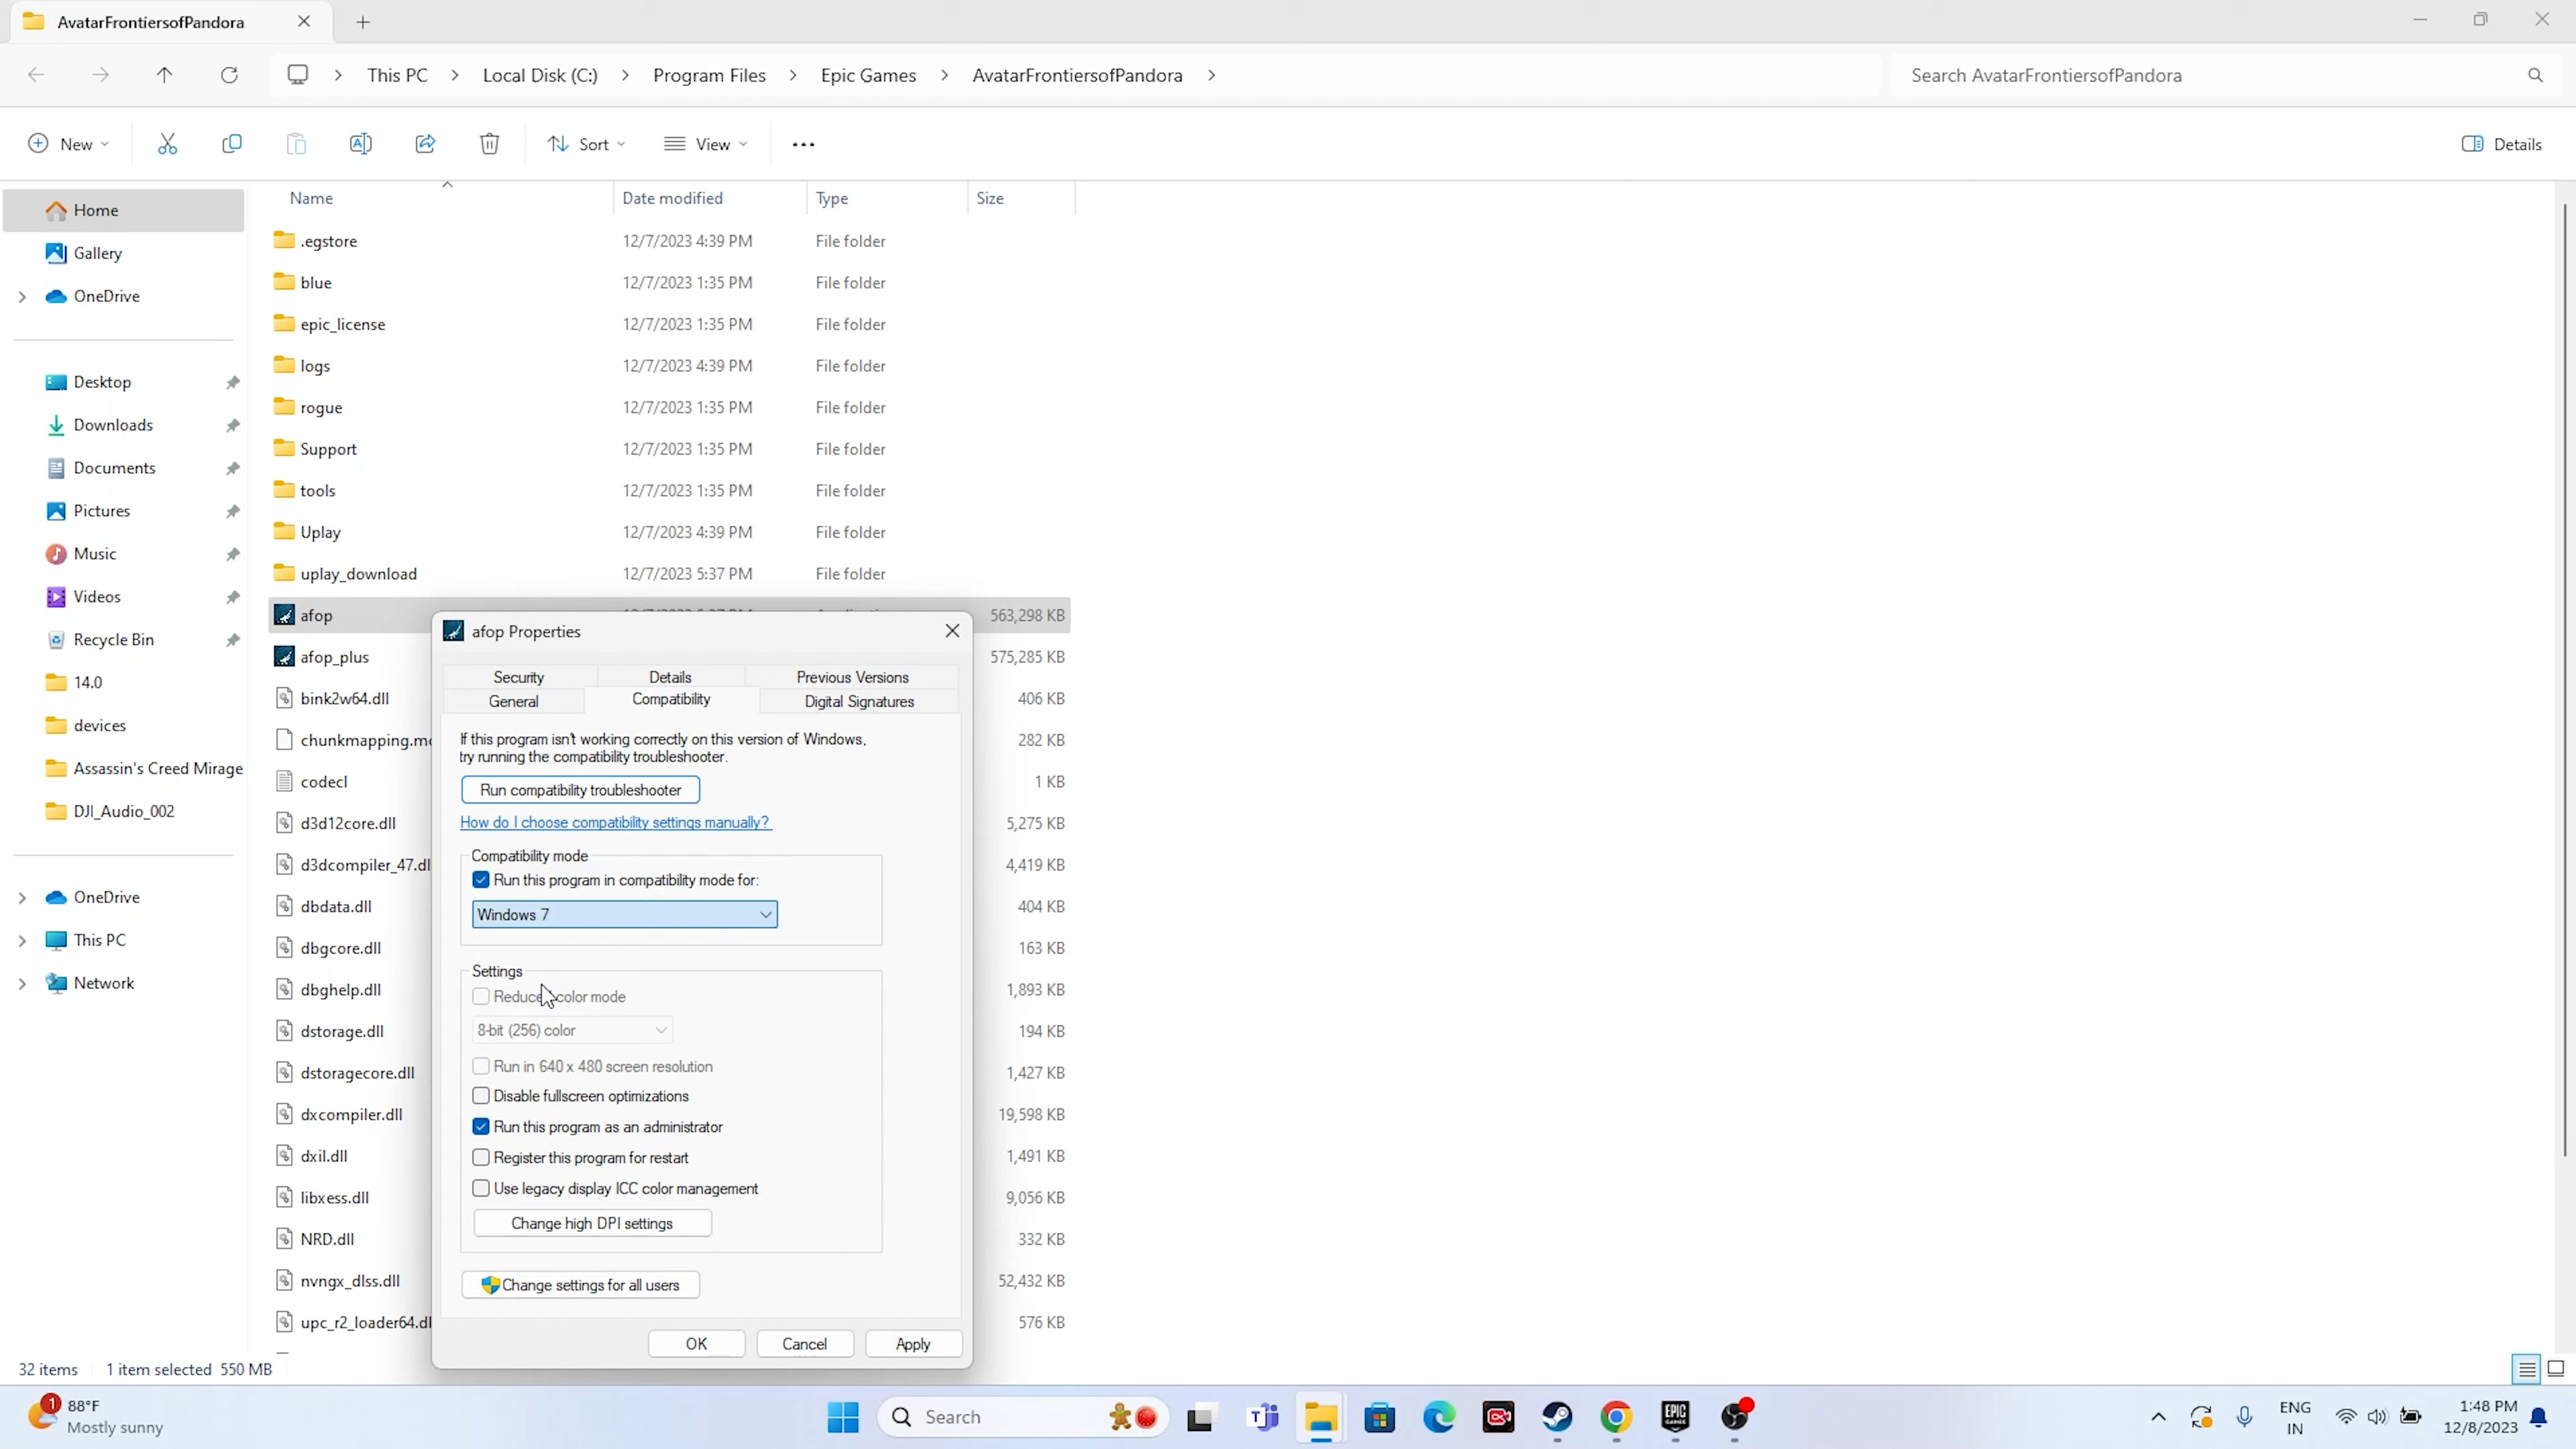 AvatarFrontiersofPandora
This PC
Local Disk (C:)
Program Files
Epic Games
AvatarFrontiersofPandora
Search AvatarFrontiersofPandora
New
Sort
View
Details
Home
Gallery
OneDrive
Desktop
Downloads
Documents
Pictures
Music
Videos
Recycle Bin
14.0
devices
Assassin's Creed Mirage
DJI_Audio_002
OneDrive
This PC
Network
Name Date modified Type Size
.egstore 12/7/2023 4:39 PM File folder
blue 12/7/2023 1:35 PM File folder
epic_license 12/7/2023 1:35 PM File folder
logs 12/7/2023 4:39 PM File folder
rogue 12/7/2023 1:35 PM File folder
Support 12/7/2023 1:35 PM File folder
tools 12/7/2023 1:35 PM File folder
Uplay 12/7/2023 4:39 PM File folder
uplay_download 12/7/2023 5:37 PM File folder
afop 563,298 KB
afop_plus 575,285 KB
bink2w64.dll 406 KB
chunkmapping.m 282 KB
codecl 1 KB
d3d12core.dll 5,275 KB
d3dcompiler_47.dl 4,419 KB
dbdata.dll 404 KB
dbgcore.dll 163 KB
dbghelp.dll 1,893 KB
dstorage.dll 194 KB
dstoragecore.dll 1,427 KB
dxcompiler.dll 19,598 KB
dxil.dll 1,491 KB
libxess.dll 9,056 KB
NRD.dll 332 KB
nvngx_dlss.dll 52,432 KB
upc_r2_loader64.d 576 KB
afop Properties
Security Details Previous Versions
General Compatibility Digital Signatures
If this program isn't working correctly on this version of Windows,
try running the compatibility troubleshooter.
Run compatibility troubleshooter
How do I choose compatibility settings manually?
Compatibility mode
Run this program in compatibility mode for:
Windows 7
Settings
Reduce color mode
8-bit (256) color
Run in 640 x 480 screen resolution
Disable fullscreen optimizations
Run this program as an administrator
Register this program for restart
Use legacy display ICC color management
Change high DPI settings
Change settings for all users
OK Cancel Apply
32 items 1 item selected 550 MB
1
88°F
Mostly sunny
Search
EPIC
GAMES
ENG
IN
1:48 PM
12/8/2023